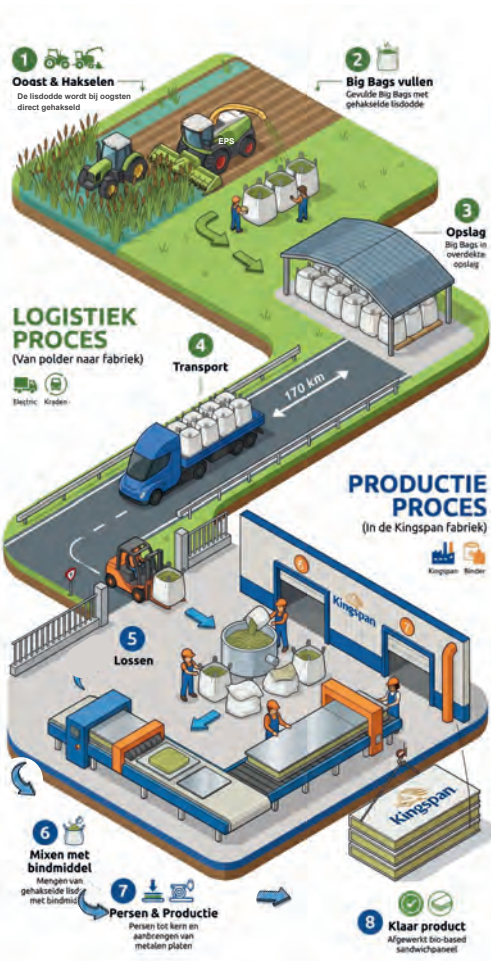 1
Oogst & Hakselen
De lisdodde wordt bij oogsten
direct gehakseld
2
Big Bags vullen
Gevulde Big Bags met
gehakselde lisdodde
EPS
3
Opslag
Big Bags in
overdekte
opslag
LOGISTIEK
PROCES
(Van polder naar fabriek)
Electric
4
Transport
170 km
PRODUCTIE
PROCES
(In de Kingspan fabriek)
Kingspan Binder
Kingspan
7
5
Lossen
Kingspan
6
Mixen met
bindmiddel
Mengen van
gehakselde lisd
met bindmid
7
Persen & Productie
Persen tot kern en
aanbrengen van
metalen platen
8
Klaar product
Afgewerkt bio-based
sandwichpaneel